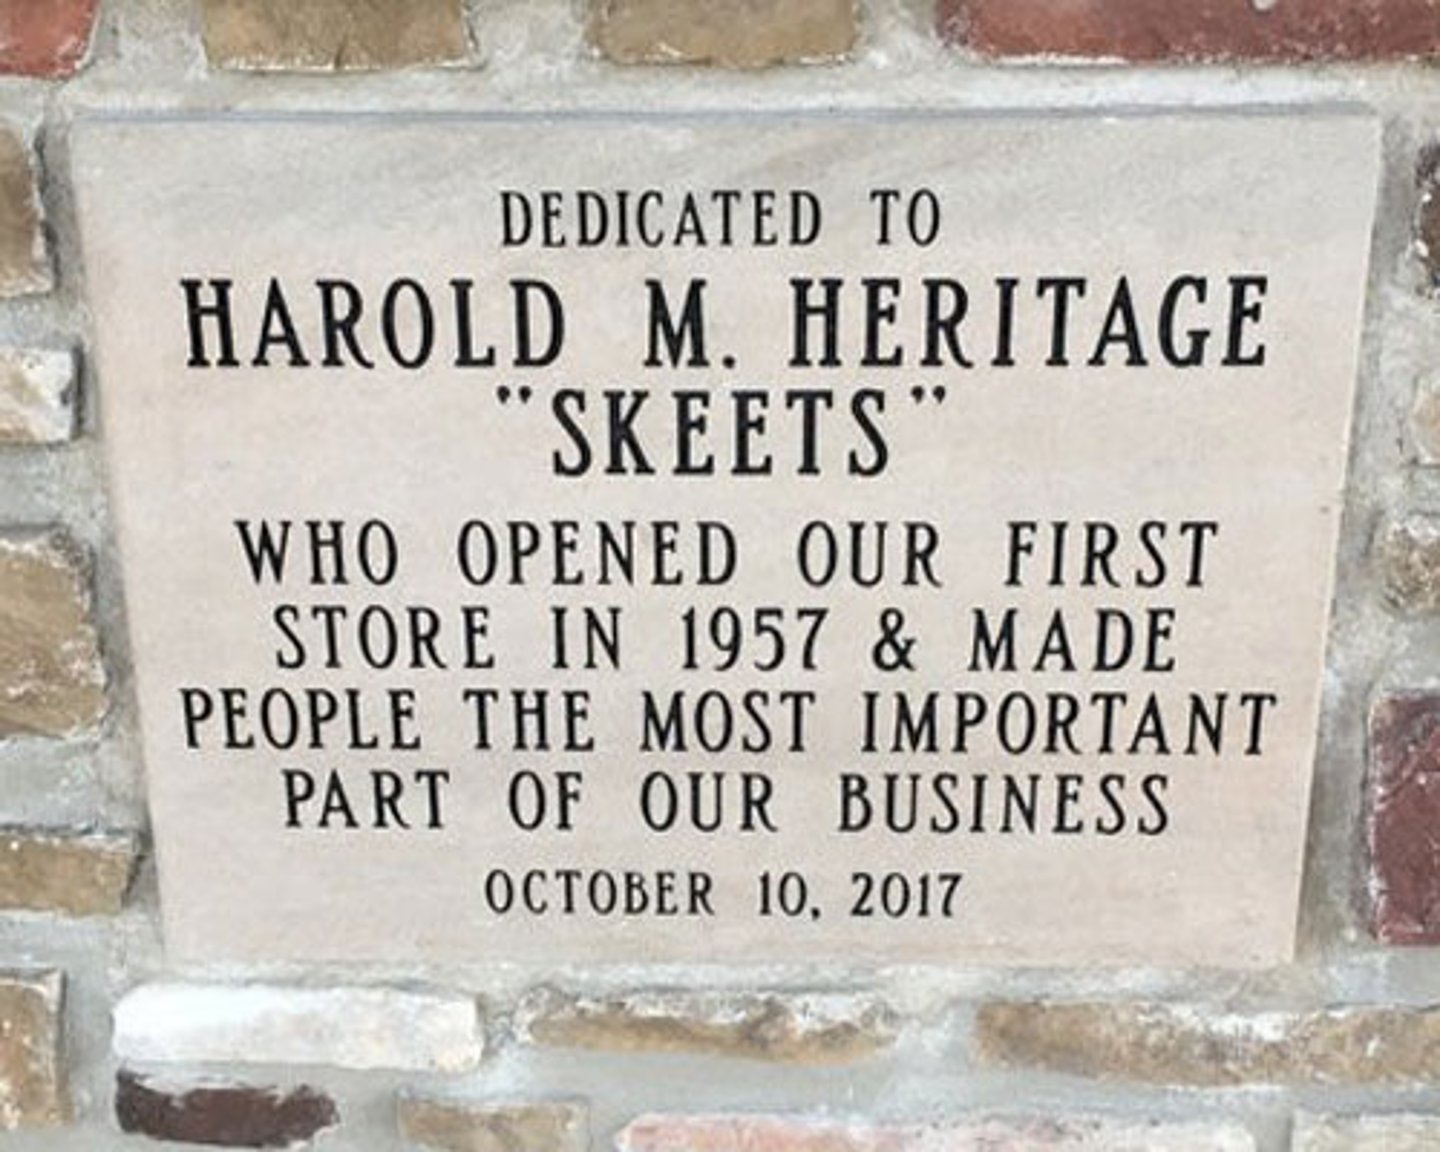 DEDICATED TO
HAROLD M. HERITAGE
"SKEETS"
WHO OPENED OUR FIRST
STORE IN 1957 & MADE
PEOPLE THE MOST IMPORTANT
PART OF OUR BUSINESS
OCTOBER 10, 2017